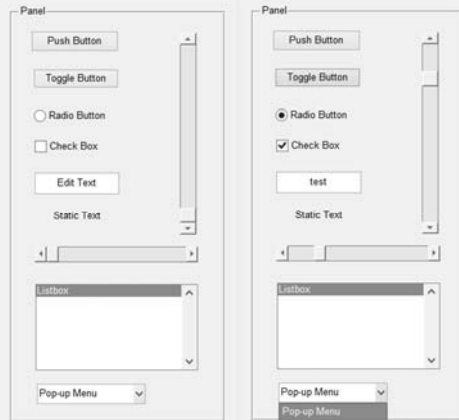 Panel
Push Button
Toggle Button
Radio Button
Check Box
Edit Text
Static Text
Listbox
Pop-up Menu
Panel
Push Button
Toggle Button
Radio Button
Check Box
test
Static Text
Listbox
Pop-up Menu
Pop-up Menu